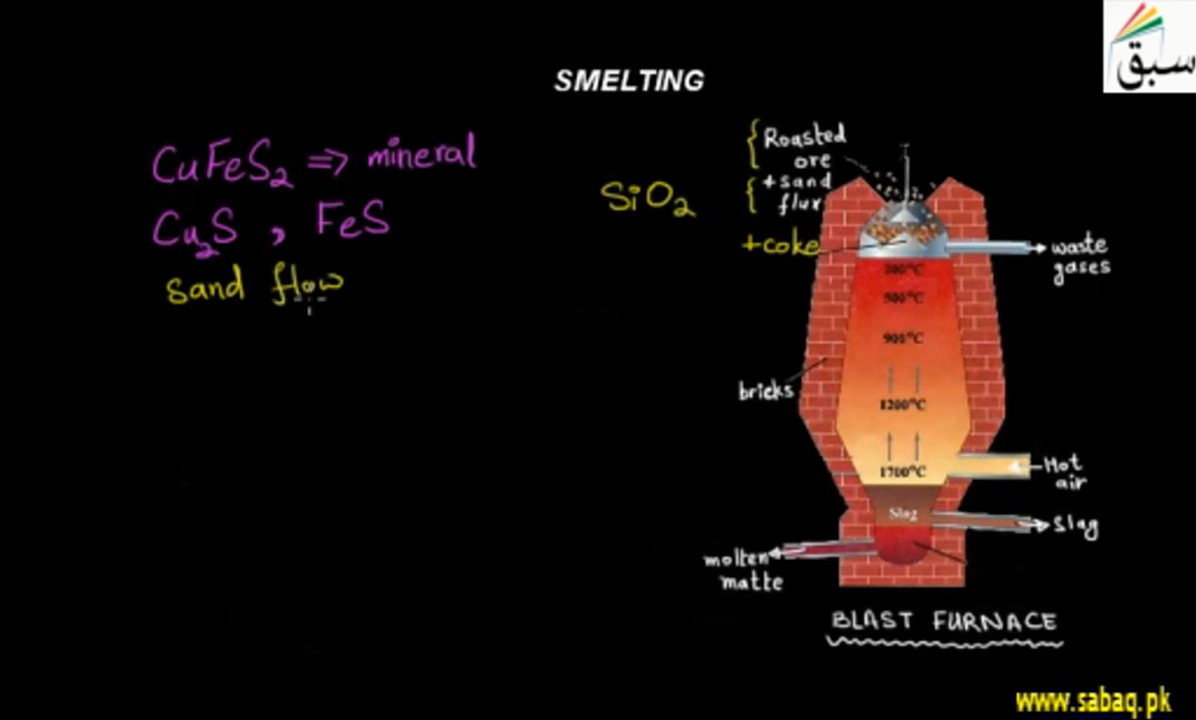 سبق
SMELTING
CuFeS₂ => mineral
Cu₂S , FeS
sand flow
SiO₂
{Roasted
ore
{+sand
flux
+coke
waste
gases
200°C
500°C
900°C
bricks
1200°C
1700°C
Hot
air
Slag
Slag
molten
matte
BLAST FURNACE
www.sabaq.pk